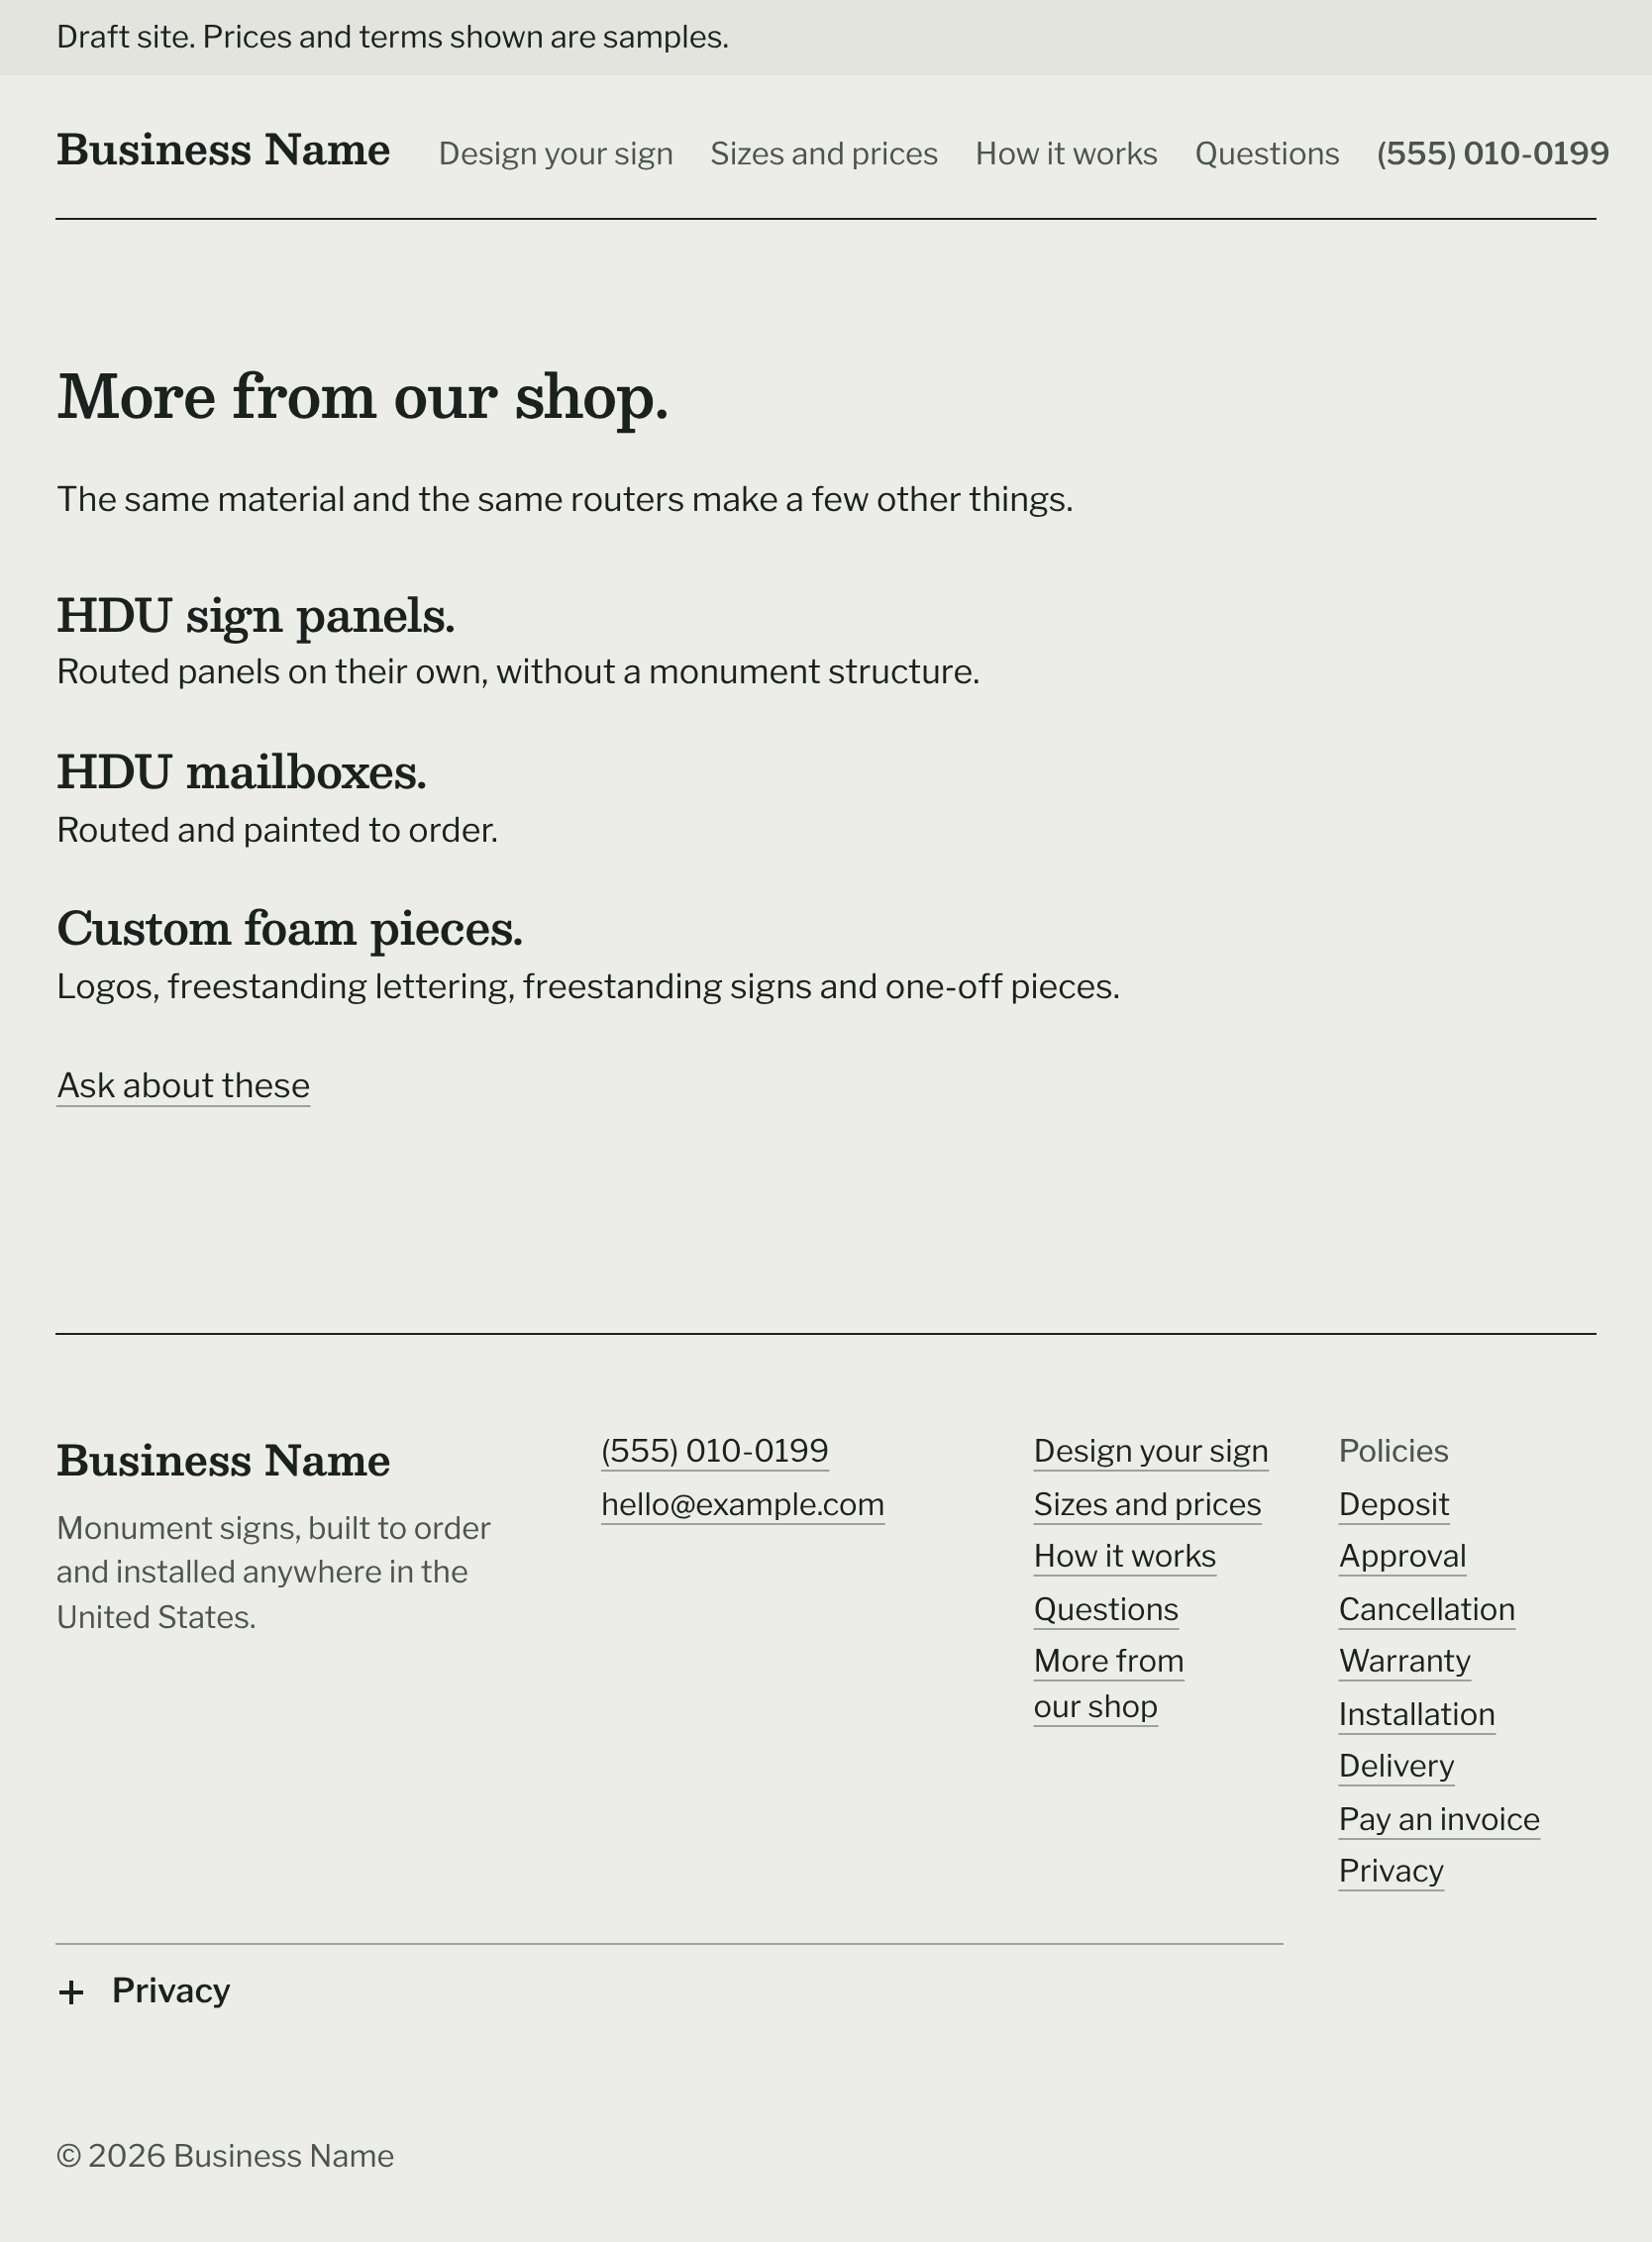 Draft site. Prices and terms shown are samples.
Business Name
Design your sign
Sizes and prices
How it works
Questions
(555) 010-0199
More from our shop.
The same material and the same routers make a few other things.
HDU sign panels.
Routed panels on their own, without a monument structure.
HDU mailboxes.
Routed and painted to order.
Custom foam pieces.
Logos, freestanding lettering, freestanding signs and one-off pieces.
Ask about these
Business Name
Monument signs, built to order
and installed anywhere in the
United States.
(555) 010-0199
hello@example.com
Design your sign
Sizes and prices
How it works
Questions
More from
our shop
Policies
Deposit
Approval
Cancellation
Warranty
Installation
Delivery
Pay an invoice
Privacy
+ Privacy
© 2026 Business Name